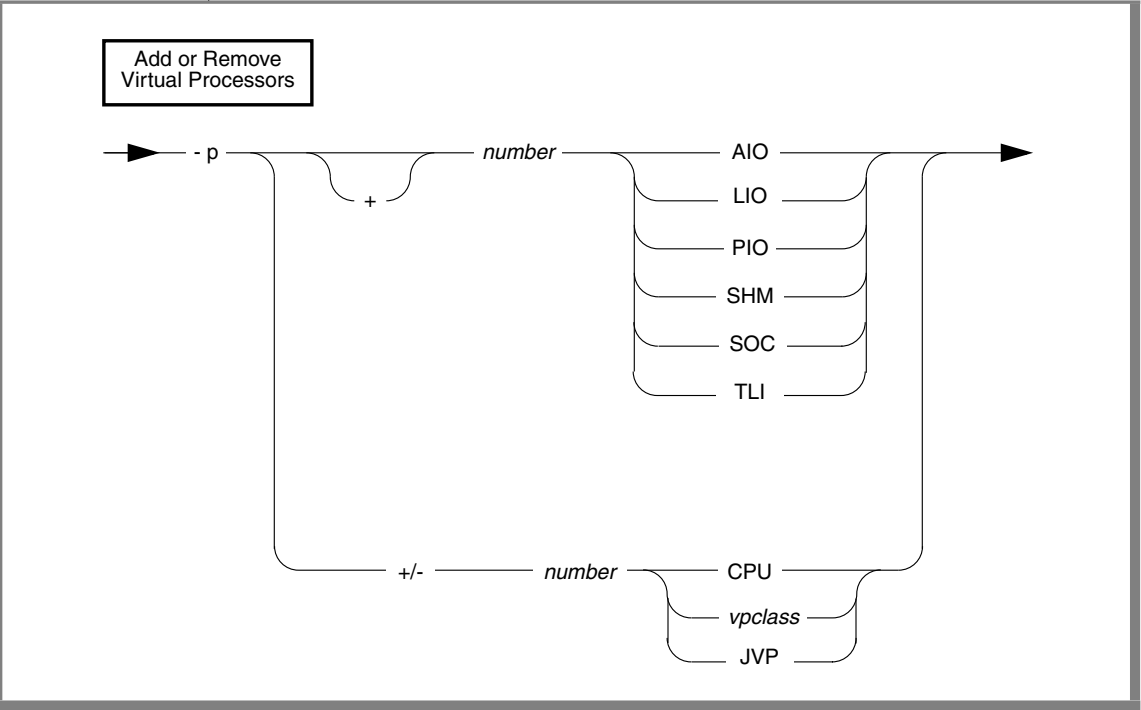 Add or Remove
Virtual Processors
- p
number
AIO
+
LIO
PIO
SHM
SOC
TLI
+/-
number
CPU
vpclass
JVP